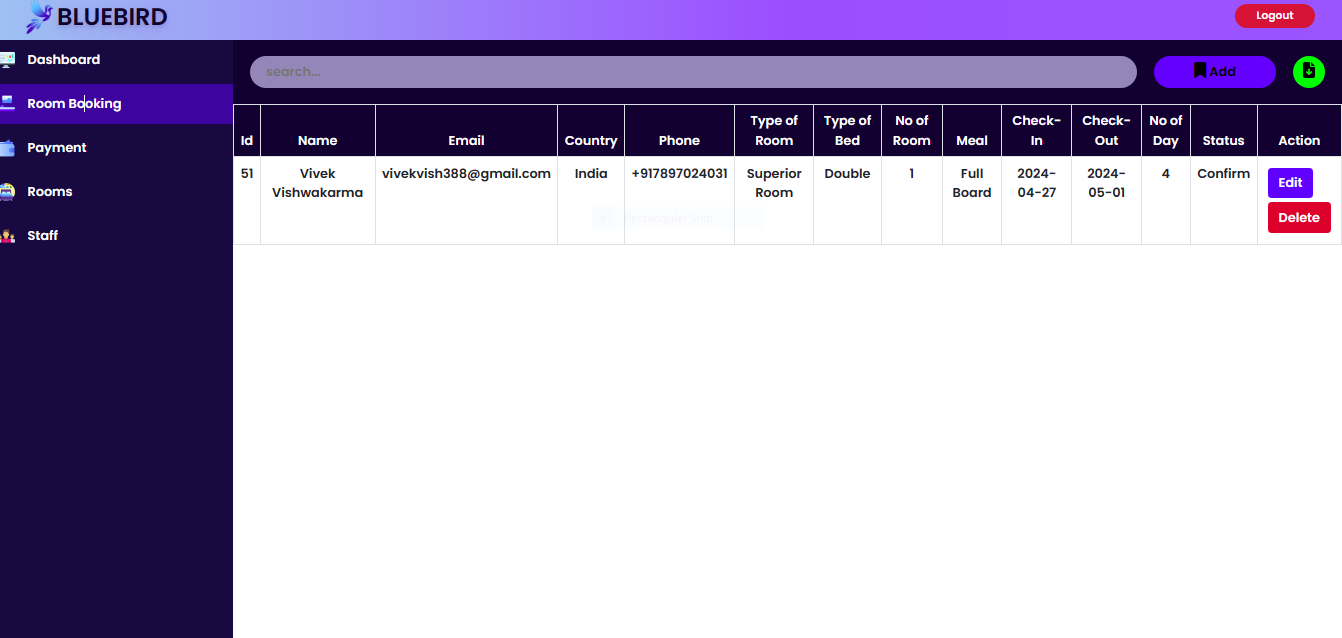 BLUEBIRD
Logout
Dashboard
Room Booking
Payment
Rooms
Staff
search...
Add
Id Name Email Country Phone Type of Room Type of Bed No of Room Meal Check-In Check-Out No of Day Status Action
51 Vivek Vishwakarma vivekvish388@gmail.com India +917897024031 Superior Room Double 1 Full Board 2024-04-27 2024-05-01 4 Confirm Edit
Delete
Rectangular Snip